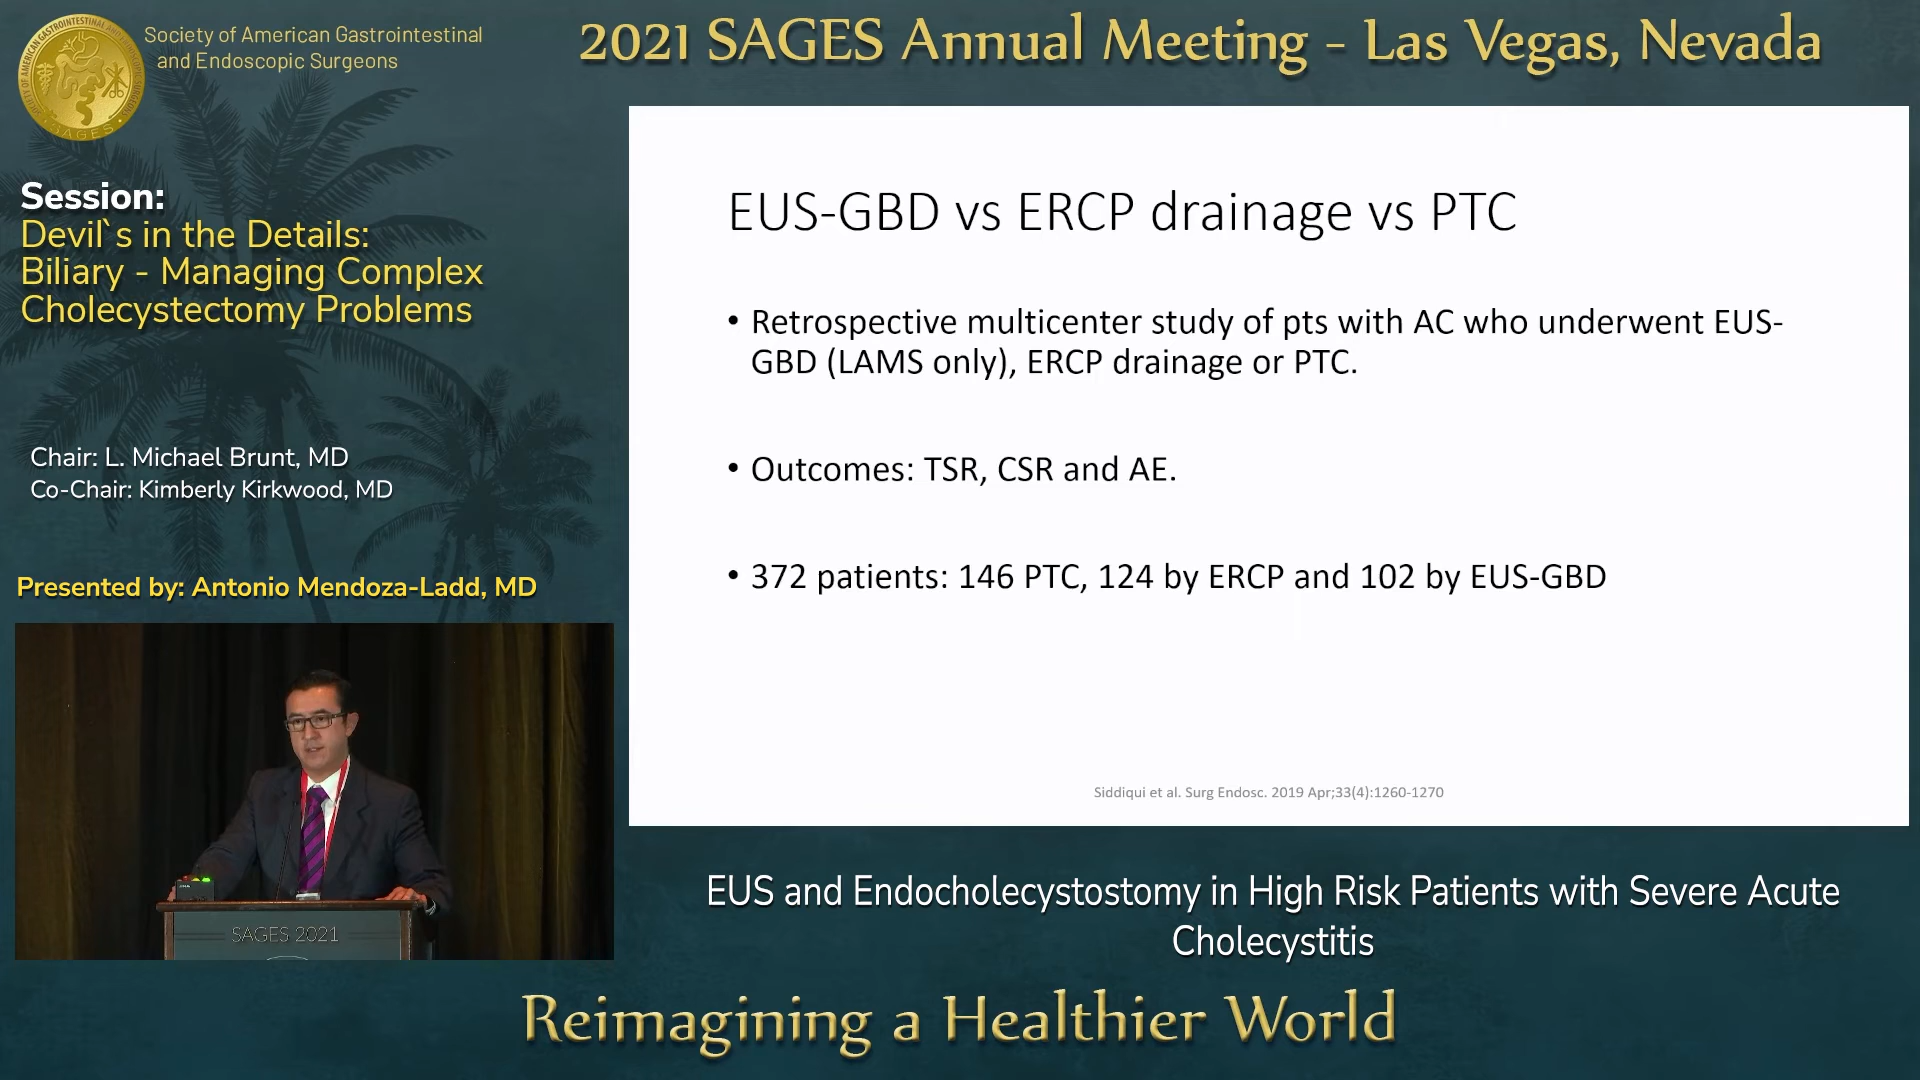 Society of American Gastrointestinal
and Endoscopic Surgeons
2021 SAGES Annual Meeting - Las Vegas, Nevada
SAGES
Session:
Devil`s in the Details:
Biliary - Managing Complex
Cholecystectomy Problems
Chair: L. Michael Brunt, MD
Co-Chair: Kimberly Kirkwood, MD
Presented by: Antonio Mendoza-Ladd, MD
SAGES 2021
EUS-GBD vs ERCP drainage vs PTC
• Retrospective multicenter study of pts with AC who underwent EUS-
GBD (LAMS only), ERCP drainage or PTC.
• Outcomes: TSR, CSR and AE.
• 372 patients: 146 PTC, 124 by ERCP and 102 by EUS-GBD
Siddiqui et al. Surg Endosc. 2019 Apr;33(4):1260-1270
EUS and Endocholecystostomy in High Risk Patients with Severe Acute
Cholecystitis
Reimagining a Healthier World